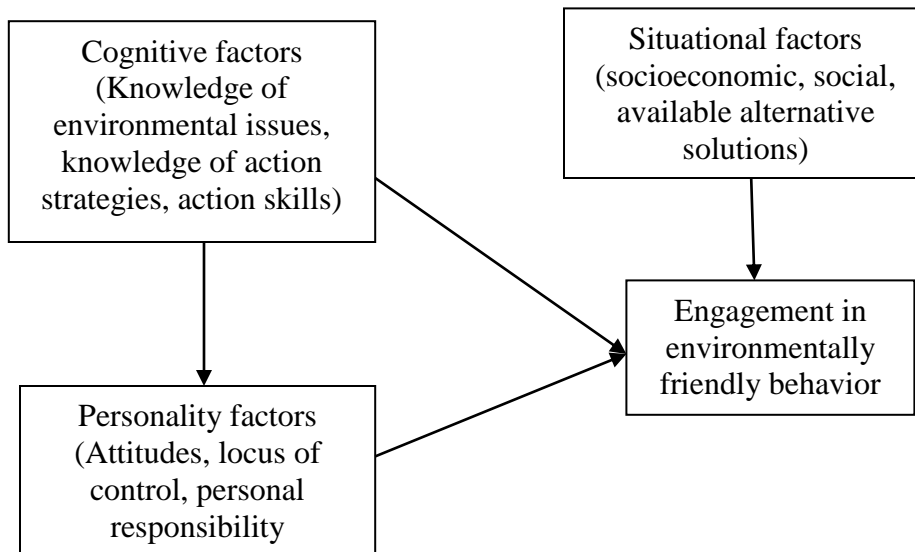 Cognitive factors
(Knowledge of
environmental issues,
knowledge of action
strategies, action skills)
Situational factors
(socioeconomic, social,
available alternative
solutions)
Engagement in
environmentally
friendly behavior
Personality factors
(Attitudes, locus of
control, personal
responsibility